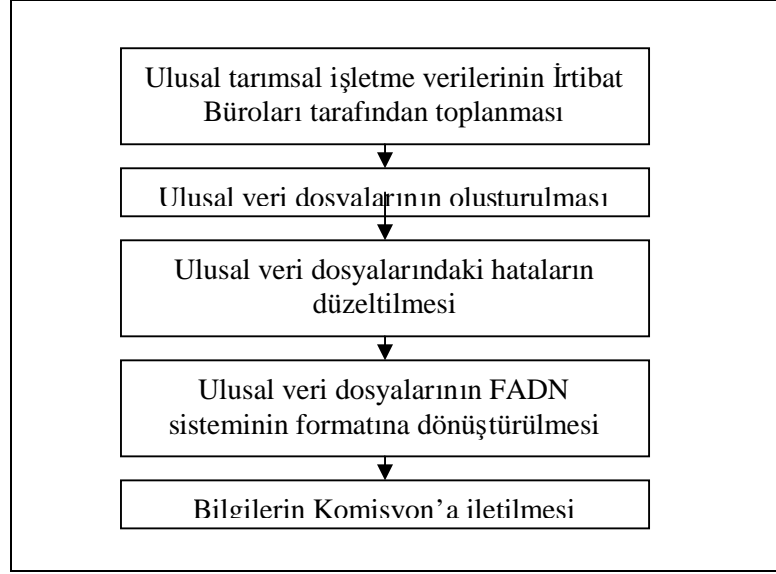 Ulusal tarımsal işletme verilerinin İrtibat
Büroları tarafından toplanması
Ulusal veri dosyalarının oluşturulması
Ulusal veri dosyalarındaki hataların
düzeltilmesi
Ulusal veri dosyalarının FADN
sisteminin formatına dönüştürülmesi
Bilgilerin Komisyon’a iletilmesi